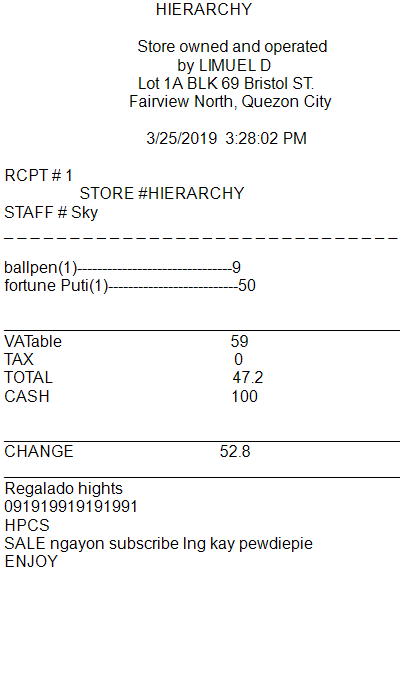 HIERARCHY
Store owned and operated
by LIMUEL D
Lot 1A BLK 69 Bristol ST.
Fairview North, Quezon City
3/25/2019 3:28:02 PM
RCPT # 1
STORE #HIERARCHY
STAFF # Sky
_ _ _ _ _ _ _ _ _ _ _ _ _ _ _ _ _ _ _ _ _ _ _ _ _ _ _ _ _ _
ballpen(1)-------------------------------9
fortune Puti(1)--------------------------50
VATable 59
TAX 0
TOTAL 47.2
CASH 100
CHANGE 52.8
Regalado hights
091919919191991
HPCS
SALE ngayon subscribe lng kay pewdiepie
ENJOY